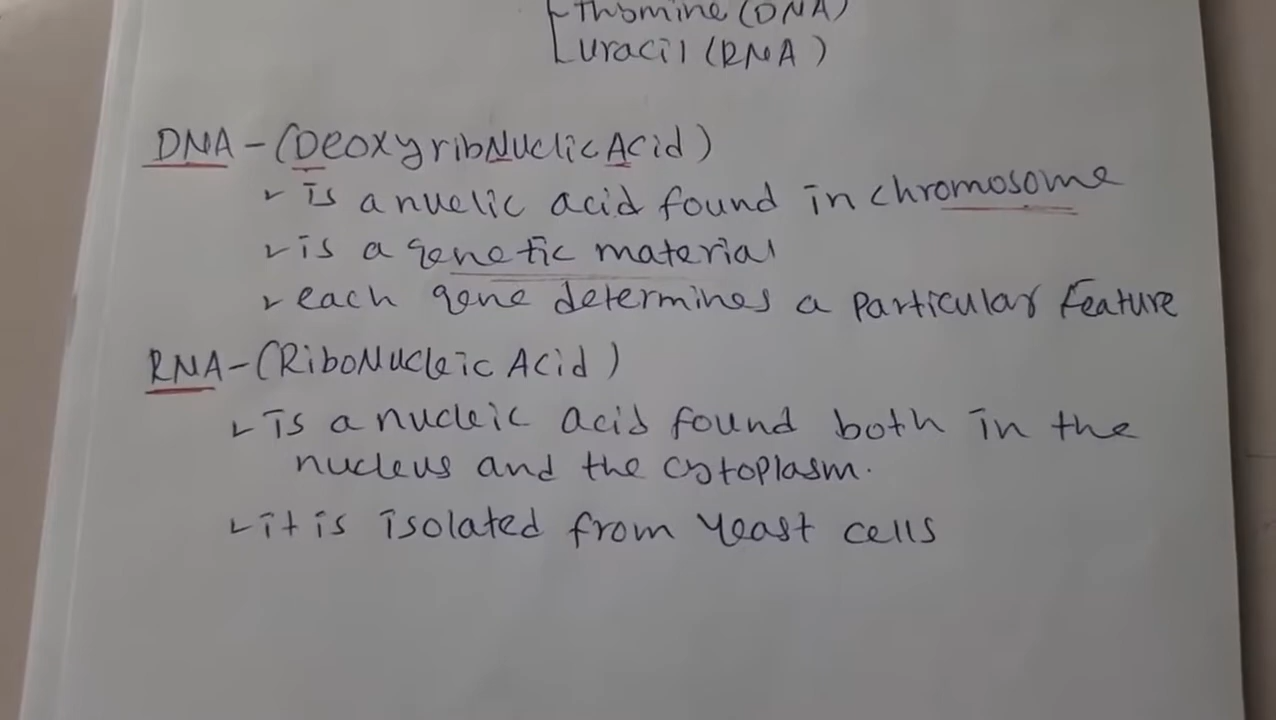 thymine (DNA)
uracil (RNA)
DNA - (DeoxyribNuclic Acid)
is a nuelic acid found in chromosome
is a genetic material
each gene determines a particular feature
RNA - (RiboNucleic Acid)
is a nucleic acid found both in the
nucleus and the cytoplasm.
it is isolated from yeast cells